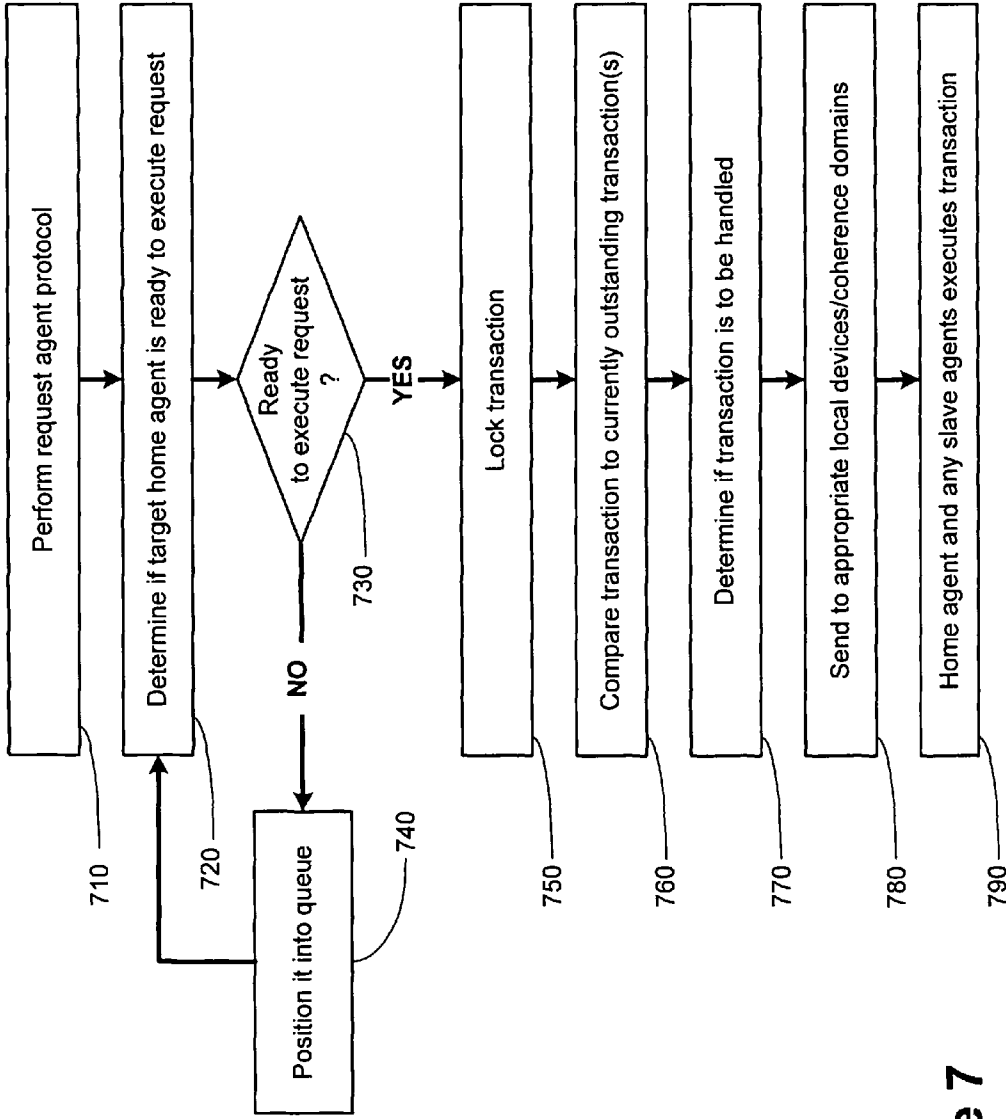 Perform request agent protocol
710
Determine if target home agent is ready to execute request
720
Ready
to execute request
?
730
NO
Position it into queue
740
YES
Lock transaction
750
Compare transaction to currently outstanding transaction(s)
760
Determine if transaction is to be handled
770
Send to appropriate local devices/coherence domains
780
Home agent and any slave agents executes transaction
790
e 7